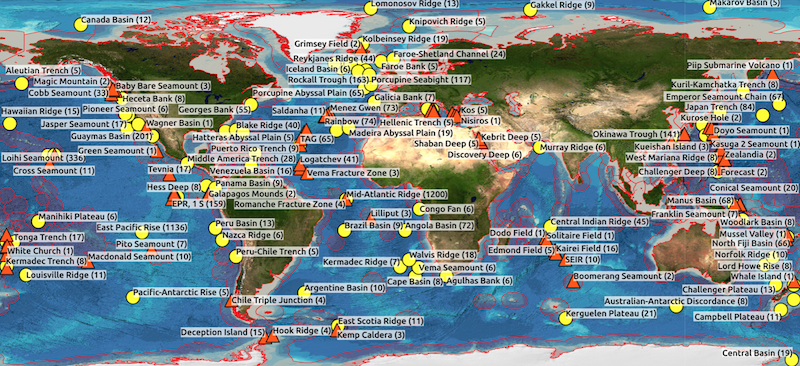 Lomonosov Ridge (13)
Gakkel Ridge (9)
Makarov Basin (5)
Canada Basin (12)
Knipovich Ridge (5)
Kolbeinsey Ridge (19)
Grimsey Field (2)
Reykjanes Ridge (44)
Faroe-Shetland Channel (24)
Iceland Basin (6)
Faroe Bank (5)
Piip Submarine Volcano (1)
Aleutian Trench (5)
Rockall Trough (163)
Porcupine Seabight (117)
Magic Mountain (2)
Baby Bare Seamount (3)
Kuril-Kamchatka Trench (8)
Cobb Seamount (33)
Porcupine Abyssal Plain (65)
Galicia Bank (7)
Emperor Seamount Chain (67)
Heceta Bank (8)
Hawaiian Ridge (15)
Pioneer Seamount (6)
Georges Bank (55)
Saldanha (11)
Menez Gwen (73)
Kos (5)
Japan Trench (84)
Jasper Seamount (17)
Wagner Basin (1)
Blake Ridge (40)
Rainbow (74)
Hellenic Trench (5)
Nisiros (1)
Kurose Hole (2)
Guaymas Basin (201)
Hatteras Abyssal Plain (5)
TAG (65)
Madeira Abyssal Plain (19)
Kebrit Deep (5)
Okinawa Trough (141)
Doyo Seamount (1)
Loihi Seamount (336)
Green Seamount (1)
Puerto Rico Trench (9)
Shaban Deep (5)
Murray Ridge (6)
Kueishan Island (3)
Kasuga 2 Seamount (1)
Cross Seamount (11)
Middle America Trench (28)
Logatchev (41)
Discovery Deep (6)
West Mariana Ridge (8)
Zealandia (2)
Tevnia (17)
Venezuela Basin (16)
Vema Fracture Zone (3)
Challenger Deep (8)
Forecast (2)
Hess Deep (8)
Panama Basin (9)
Galapagos Mounds (2)
Mid-Atlantic Ridge (1200)
Conical Seamount (20)
EPR, 1 S (159)
Romanche Fracture Zone (4)
Manus Basin (68)
Manihiki Plateau (6)
Lilliput (3)
Congo Fan (6)
Franklin Seamount (7)
East Pacific Rise (1136)
Peru Basin (13)
Brazil Basin (9)
Angola Basin (72)
Central Indian Ridge (45)
Woodlark Basin (8)
Tonga Trench (17)
Pito Seamount (7)
Nazca Ridge (6)
Dodo Field (1)
Solitaire Field (1)
Mussel Valley (1)
White Church (1)
Macdonald Seamount (10)
Peru-Chile Trench (5)
Walvis Ridge (18)
Edmond Field (5)
Kairei Field (16)
North Fiji Basin (66)
Kermadec Trench (8)
Kermadec Ridge (7)
Vema Seamount (6)
SEIR (10)
Norfolk Ridge (10)
Louisville Ridge (11)
Cape Basin (8)
Agulhas Bank (6)
Boomerang Seamount (2)
Lord Howe Rise (8)
Whale Island (1)
Pacific-Antarctic Rise (5)
Chile Triple Junction (4)
Argentine Basin (10)
Challenger Plateau (13)
Australian-Antarctic Discordance (8)
Kerguelen Plateau (21)
Campbell Plateau (11)
East Scotia Ridge (11)
Deception Island (15)
Hook Ridge (4)
Kemp Caldera (3)
Central Basin (19)